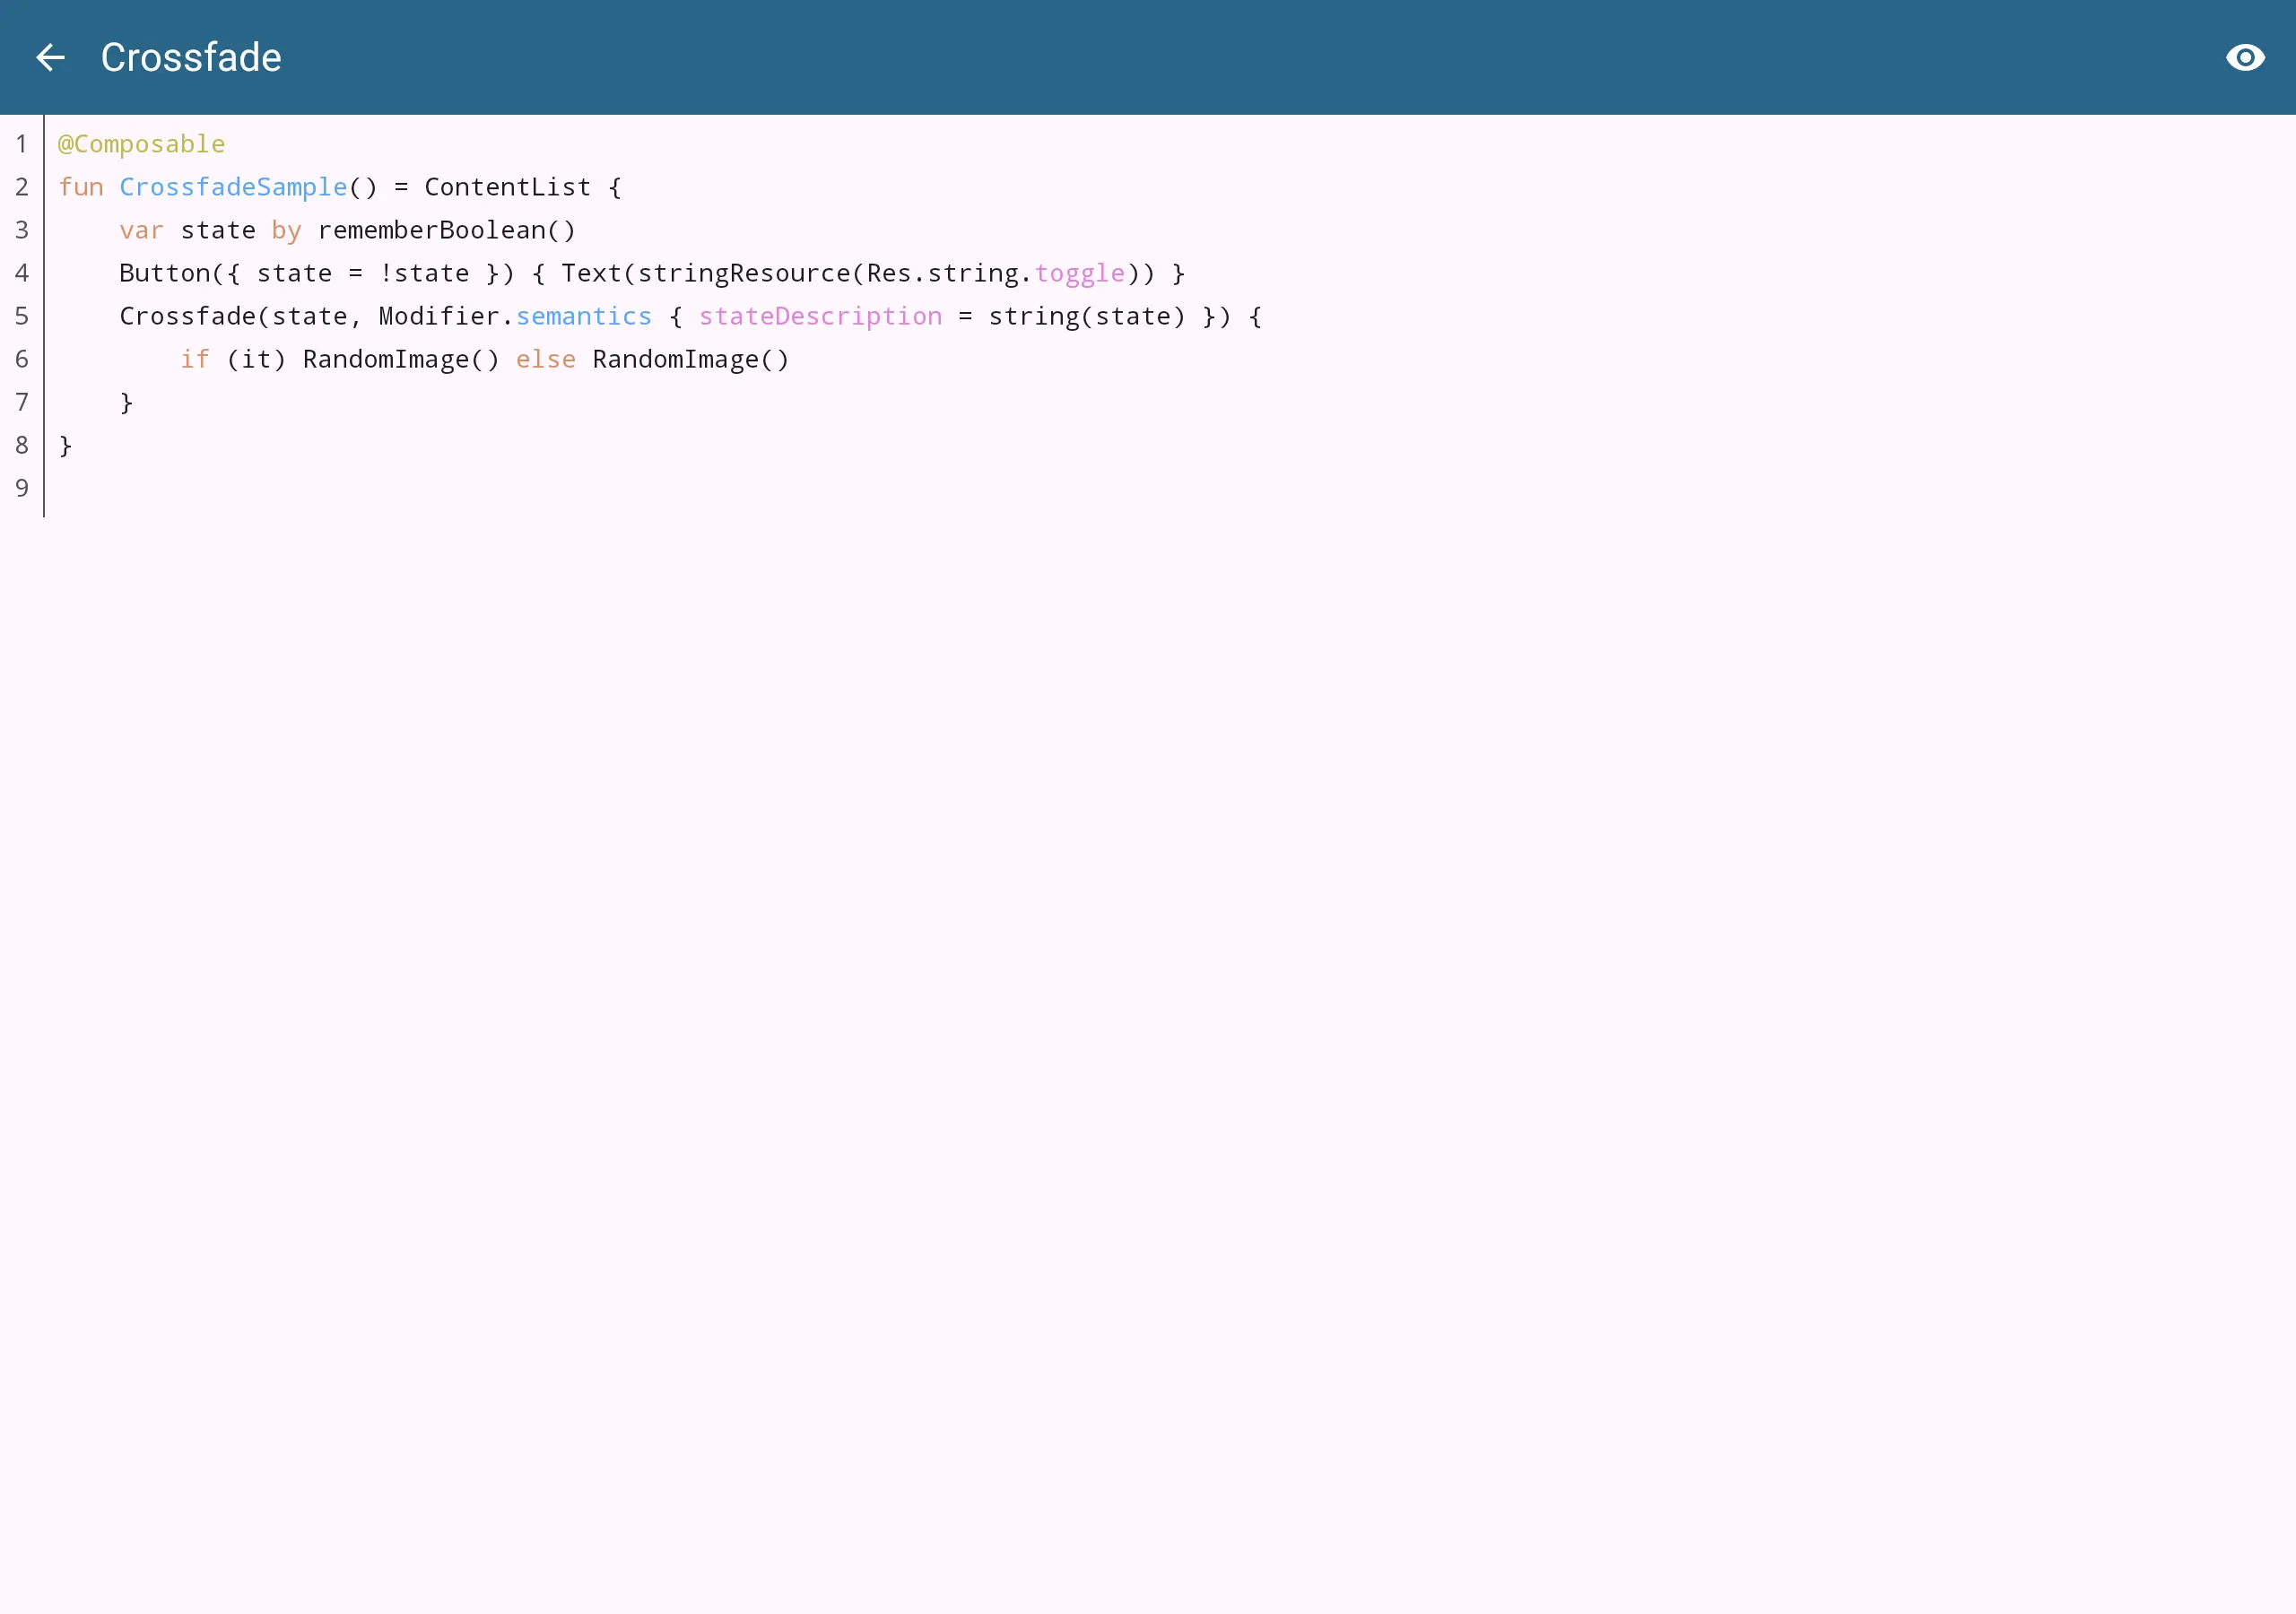 Crossfade
1 @Composable
2 fun CrossfadeSample() = ContentList {
3     var state by rememberBoolean()
4     Button({ state = !state }) { Text(stringResource(Res.string.toggle)) }
5     Crossfade(state, Modifier.semantics { stateDescription = string(state) }) {
6         if (it) RandomImage() else RandomImage()
7     }
8 }
9